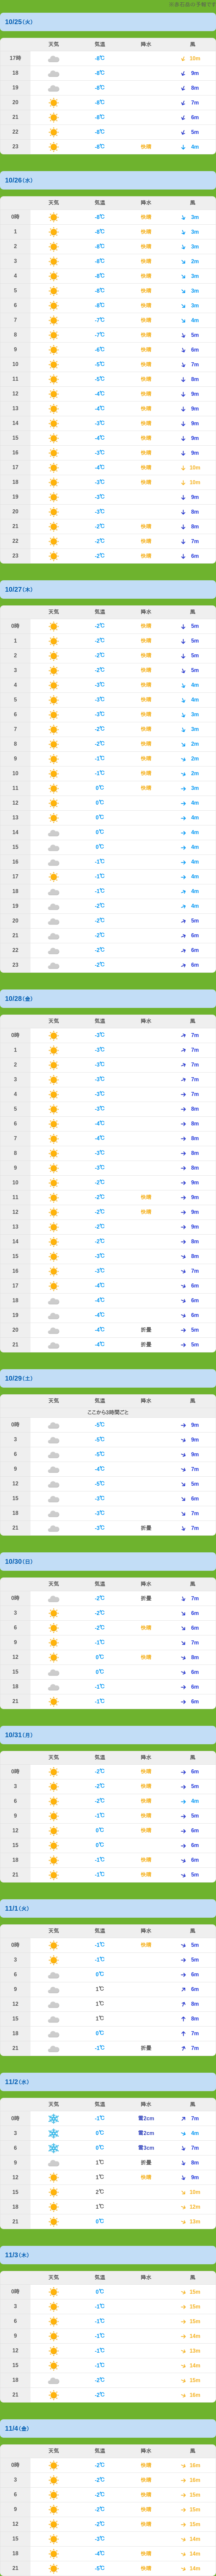 10/25(火)
天気 気温 降水 風
17時 -8℃ 10m
18 -8℃ 9m
19 -8℃ 8m
20 -8℃ 7m
21 -8℃ 6m
22 -8℃ 5m
23 -8℃ 快晴 4m
10/26(水)
天気 気温 降水 風
0時 -8℃ 快晴 3m
1 -8℃ 快晴 3m
2 -8℃ 快晴 3m
3 -8℃ 快晴 2m
4 -8℃ 快晴 3m
5 -8℃ 快晴 3m
6 -8℃ 快晴 3m
7 -7℃ 快晴 4m
8 -7℃ 快晴 5m
9 -6℃ 快晴 6m
10 -5℃ 快晴 7m
11 -5℃ 快晴 8m
12 -4℃ 快晴 9m
13 -4℃ 快晴 9m
14 -3℃ 快晴 9m
15 -4℃ 快晴 9m
16 -3℃ 快晴 9m
17 -4℃ 快晴 10m
18 -3℃ 快晴 10m
19 -3℃ 9m
20 -3℃ 8m
21 -2℃ 快晴 8m
22 -2℃ 快晴 7m
23 -2℃ 快晴 6m
10/27(木)
天気 気温 降水 風
0時 -2℃ 快晴 5m
1 -2℃ 快晴 5m
2 -2℃ 快晴 5m
3 -2℃ 快晴 5m
4 -3℃ 快晴 4m
5 -3℃ 快晴 4m
6 -3℃ 快晴 3m
7 -2℃ 快晴 3m
8 -2℃ 快晴 2m
9 -1℃ 快晴 2m
10 -1℃ 快晴 2m
11 0℃ 快晴 3m
12 0℃ 4m
13 0℃ 4m
14 0℃ 4m
15 0℃ 4m
16 -1℃ 4m
17 -1℃ 4m
18 -1℃ 4m
19 -2℃ 4m
20 -2℃ 5m
21 -2℃ 6m
22 -2℃ 6m
23 -2℃ 6m
10/28(金)
天気 気温 降水 風
0時 -3℃ 7m
1 -3℃ 7m
2 -3℃ 7m
3 -3℃ 7m
4 -3℃ 7m
5 -3℃ 8m
6 -4℃ 8m
7 -4℃ 8m
8 -3℃ 8m
9 -3℃ 8m
10 -2℃ 9m
11 -2℃ 快晴 9m
12 -2℃ 快晴 9m
13 -2℃ 9m
14 -2℃ 8m
15 -3℃ 8m
16 -3℃ 7m
17 -4℃ 6m
18 -4℃ 6m
19 -4℃ 6m
20 -4℃ 折畳 5m
21 -4℃ 折畳 5m
10/29(土)
天気 気温 降水 風
ここから3時間ごと
0時 -5℃ 9m
3 -5℃ 9m
6 -5℃ 9m
9 -4℃ 7m
12 -5℃ 5m
15 -3℃ 6m
18 -3℃ 7m
21 -3℃ 折畳 7m
10/30(日)
天気 気温 降水 風
0時 -2℃ 折畳 7m
3 -2℃ 6m
6 -2℃ 快晴 6m
9 -1℃ 7m
12 0℃ 快晴 8m
15 0℃ 6m
18 -1℃ 6m
21 -1℃ 6m
10/31(月)
天気 気温 降水 風
0時 -2℃ 快晴 6m
3 -2℃ 快晴 5m
6 -2℃ 快晴 4m
9 -1℃ 快晴 5m
12 0℃ 快晴 6m
15 0℃ 6m
18 -1℃ 快晴 6m
21 -1℃ 快晴 5m
11/1(火)
天気 気温 降水 風
0時 -1℃ 快晴 5m
3 -1℃ 5m
6 0℃ 6m
9 1℃ 6m
12 1℃ 8m
15 1℃ 8m
18 0℃ 7m
21 -1℃ 折畳 7m
11/2(水)
天気 気温 降水 風
0時 -1℃ 雪2cm 7m
3 0℃ 雪2cm 4m
6 0℃ 雪3cm 7m
9 1℃ 折畳 8m
12 1℃ 快晴 9m
15 2℃ 10m
18 1℃ 12m
21 0℃ 13m
11/3(木)
天気 気温 降水 風
0時 0℃ 15m
3 -1℃ 15m
6 -1℃ 15m
9 -1℃ 14m
12 -1℃ 13m
15 -1℃ 14m
18 -2℃ 15m
21 -2℃ 16m
11/4(金)
天気 気温 降水 風
0時 -2℃ 快晴 16m
3 -2℃ 快晴 16m
6 -2℃ 快晴 15m
9 -2℃ 快晴 15m
12 -2℃ 快晴 15m
15 -3℃ 14m
18 -4℃ 快晴 14m
21 -5℃ 快晴 14m